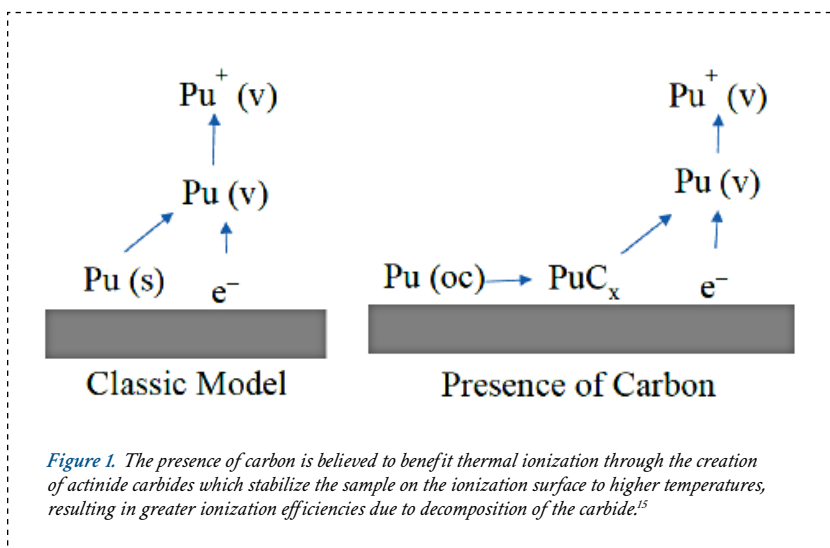 Pu⁺ (v)
Pu (v)
Pu (s)
e⁻
Classic Model
Pu⁺ (v)
Pu (v)
Pu (oc)
PuCₓ
e⁻
Presence of Carbon
Figure 1. The presence of carbon is believed to benefit thermal ionization through the creation
of actinide carbides which stabilize the sample on the ionization surface to higher temperatures,
resulting in greater ionization efficiencies due to decomposition of the carbide.¹⁵